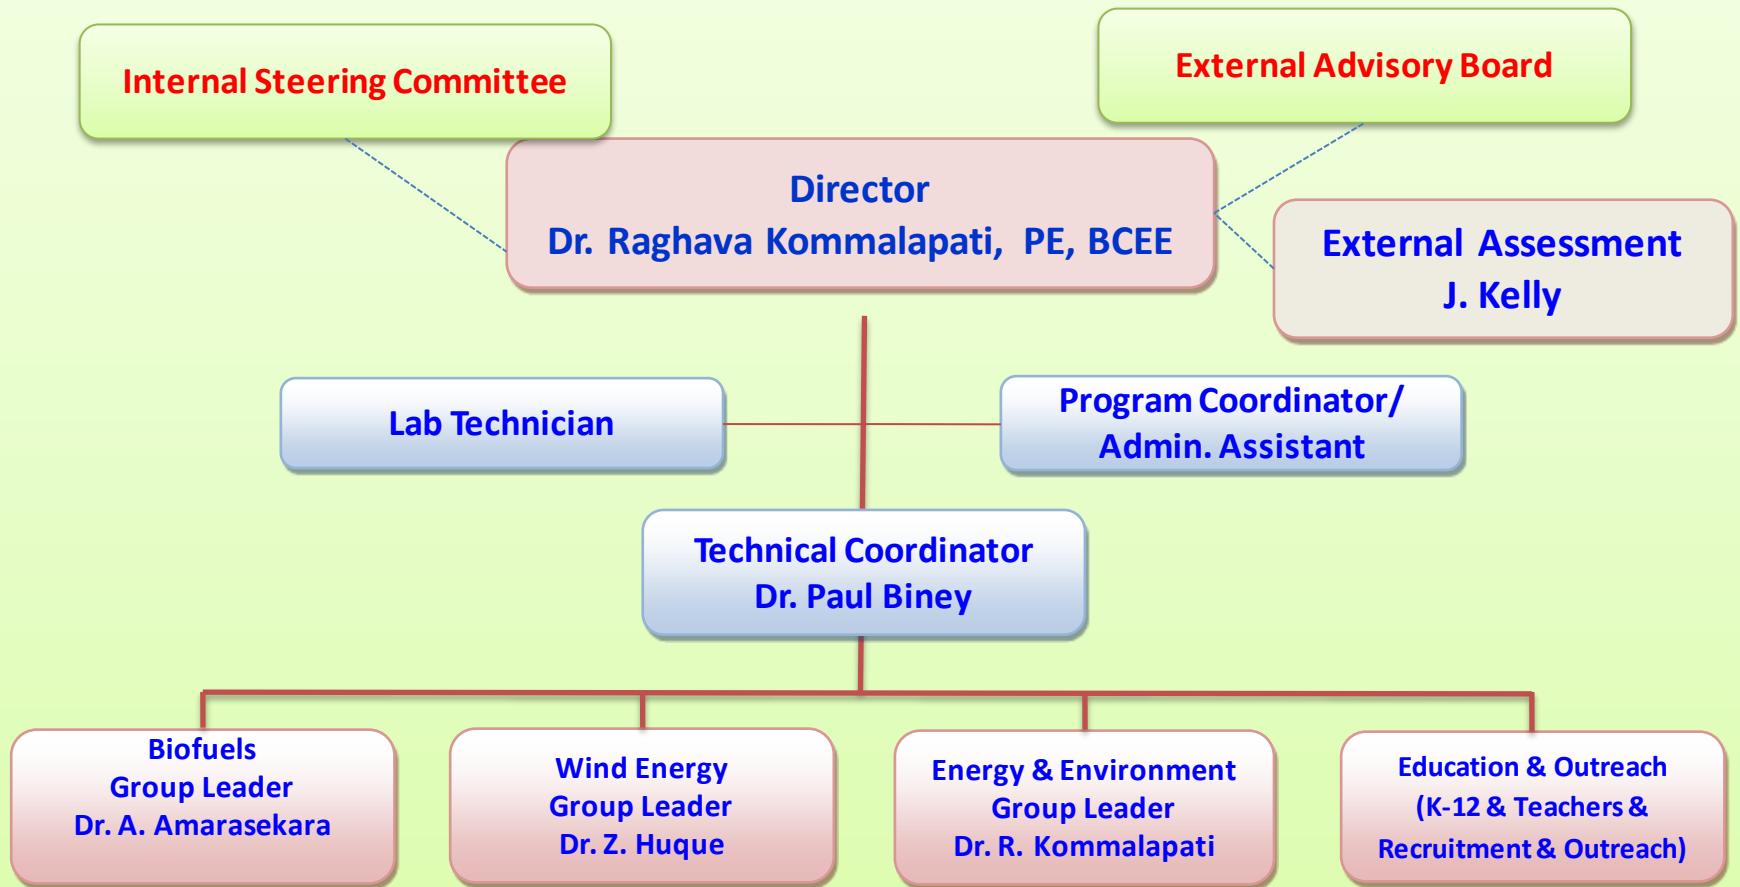 Internal Steering Committee
External Advisory Board
Director
Dr. Raghava Kommalapati, PE, BCEE
External Assessment
J. Kelly
Lab Technician
Program Coordinator/
Admin. Assistant
Technical Coordinator
Dr. Paul Biney
Biofuels
Group Leader
Dr. A. Amarasekara
Wind Energy
Group Leader
Dr. Z. Huque
Energy & Environment
Group Leader
Dr. R. Kommalapati
Education & Outreach
(K-12 & Teachers &
Recruitment & Outreach)